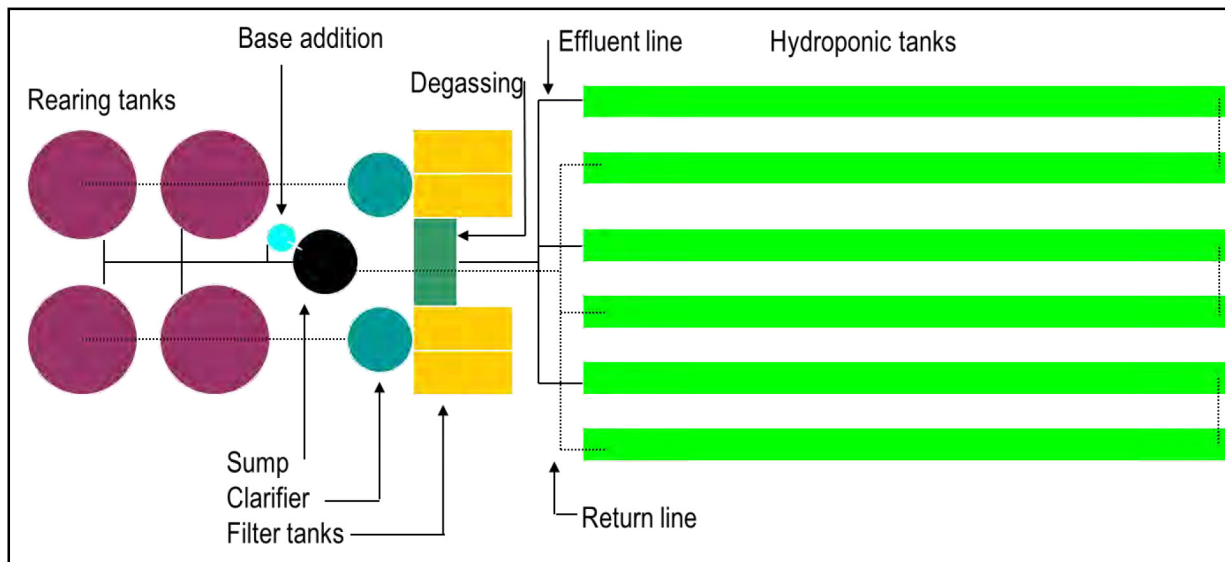 Base addition
Effluent line
Hydroponic tanks
Degassing
Rearing tanks
Sump
Clarifier
Filter tanks
Return line